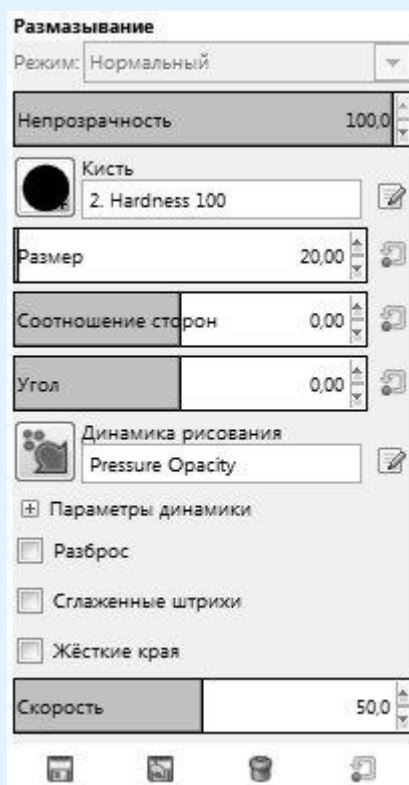 Размазывание
Режим: Нормальный
Непрозрачность 100,0
Кисть
2. Hardness 100
Размер 20,00
Соотношение сторон 0,00
Угол 0,00
Динамика рисования
Pressure Opacity
Параметры динамики
Разброс
Сглаженные штрихи
Жёсткие края
Скорость 50,0